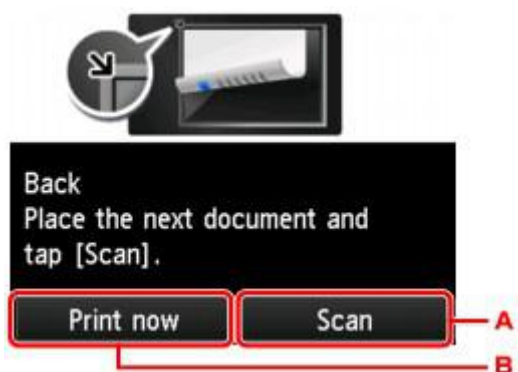 Back
Place the next document and
tap [Scan].
Print now Scan A
B